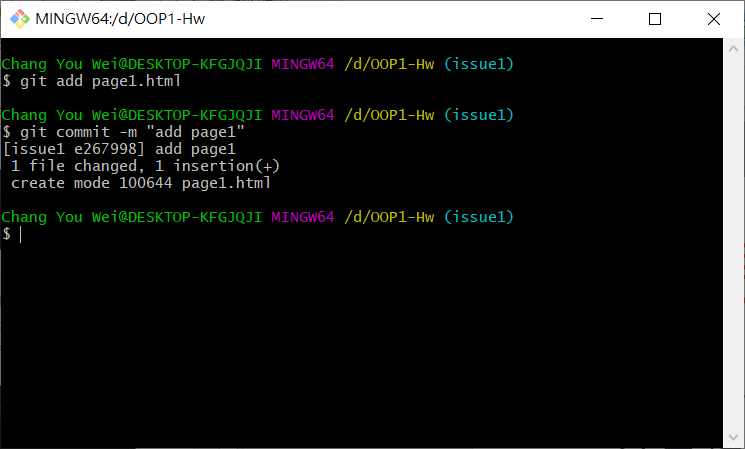 MINGW64:/d/OOP1-Hw
Chang You Wei@DESKTOP-KFGJQJI MINGW64 /d/OOP1-Hw (issue1)
$ git add page1.html
Chang You Wei@DESKTOP-KFGJQJI MINGW64 /d/OOP1-Hw (issue1)
$ git commit -m "add page1"
[issue1 e267998] add page1
 1 file changed, 1 insertion(+)
 create mode 100644 page1.html
Chang You Wei@DESKTOP-KFGJQJI MINGW64 /d/OOP1-Hw (issue1)
$